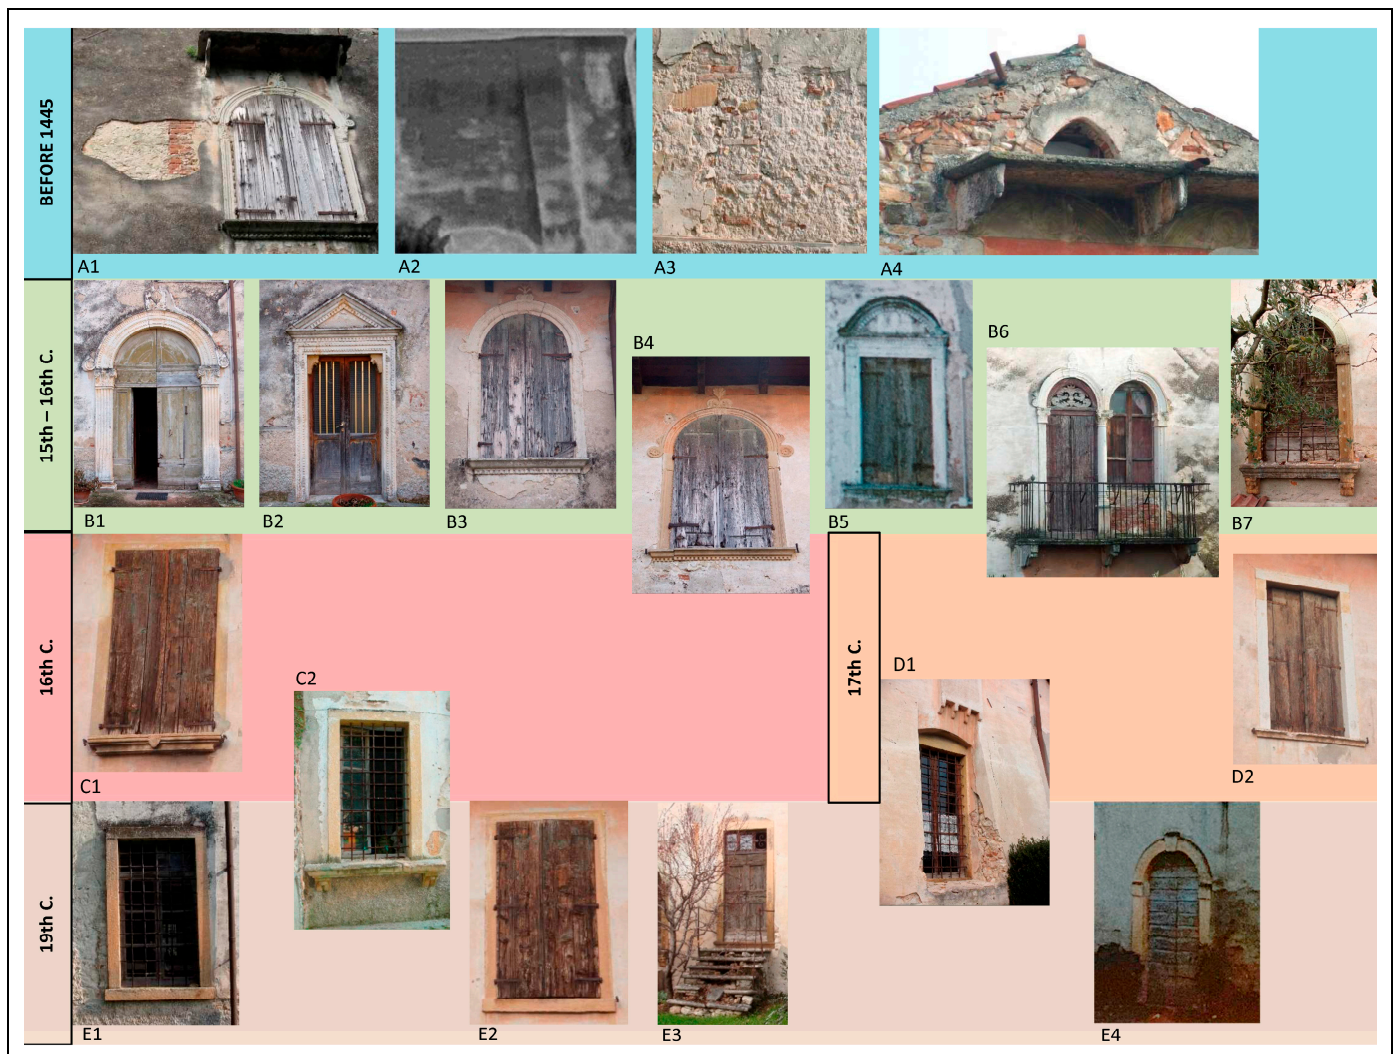 BEFORE 1445
A1
A2
A3
A4
15th – 16th C.
B1
B2
B3
B4
B5
B6
B7
16th C.
C1
C2
17th C.
D1
D2
19th C.
E1
E2
E3
E4